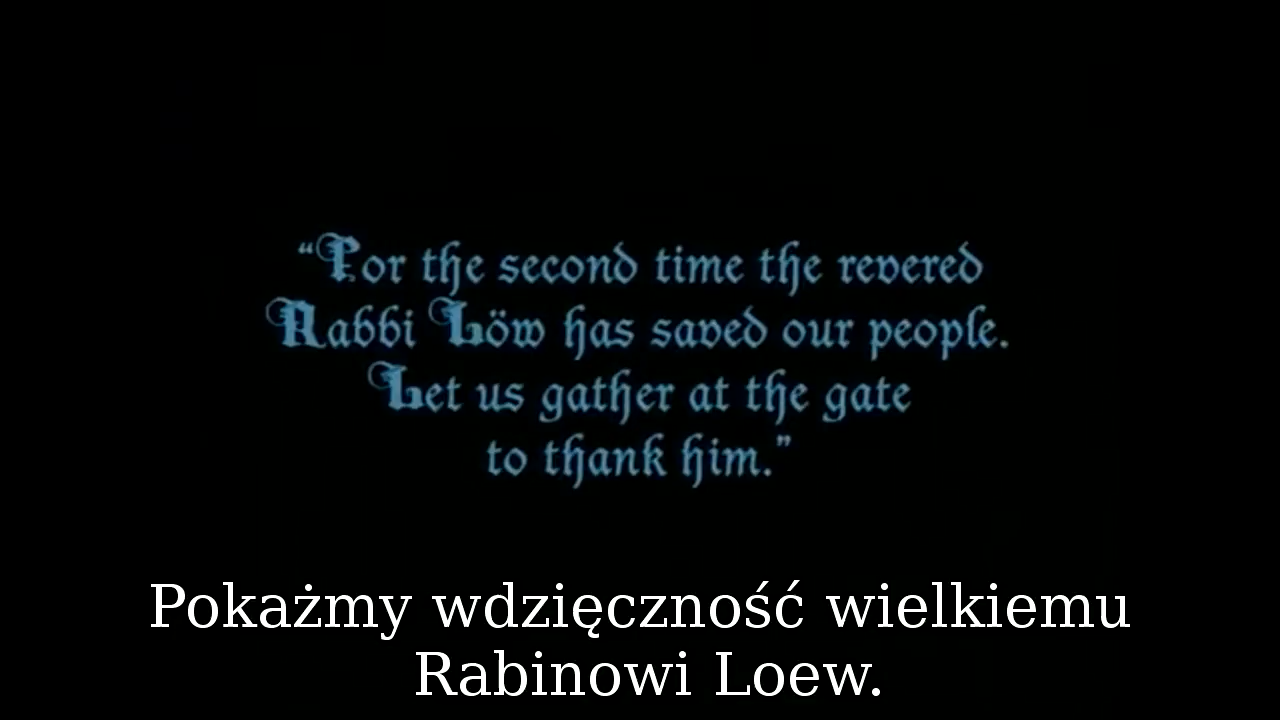 “For the second time the revered
Rabbi Löw has saved our people.
Let us gather at the gate
to thank him.”
Pokażmy wdzięczność wielkiemu
Rabinowi Loew.